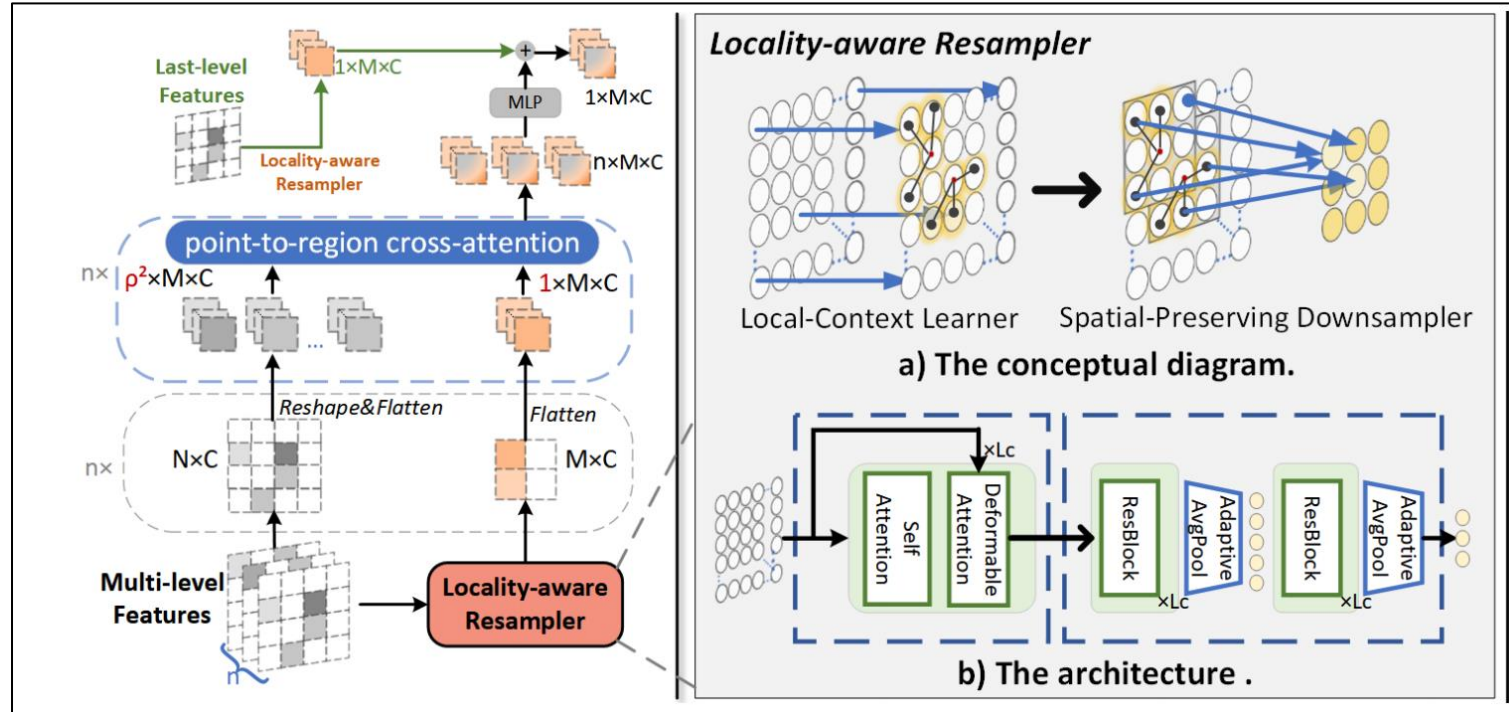 Last-level
Features
1×M×C
+
1×M×C
MLP
Locality-aware
Resampler
n×M×C
point-to-region cross-attention
n×
ρ²×M×C
1×M×C
...
Reshape&Flatten
Flatten
n×
N×C
M×C
Multi-level
Features
n
Locality-aware
Resampler
Locality-aware Resampler
Local-Context Learner
Spatial-Preserving Downsampler
a) The conceptual diagram.
×Lc
Self
Attention
Deformable
Attention
ResBlock
×Lc
Adaptive
AvgPool
ResBlock
×Lc
Adaptive
AvgPool
b) The architecture .